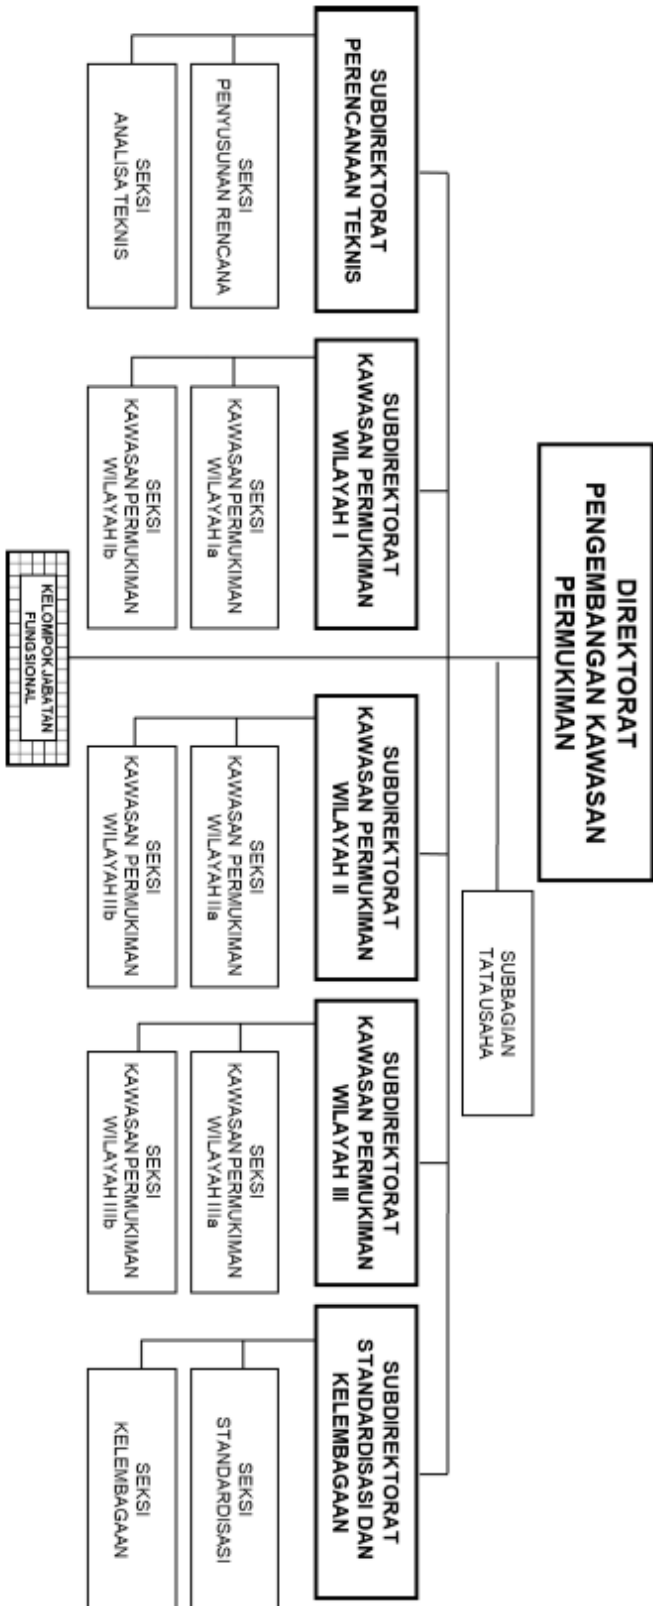 DIREKTORAT
PENGEMBANGAN KAWASAN
PERMUKIMAN
SUBBAGIAN
TATA USAHA
SUBDIREKTORAT
PERENCANAAN TEKNIS
SEKSI
PENYUSUNAN RENCANA
SEKSI
ANALISA TEKNIS
SUBDIREKTORAT
KAWASAN PERMUKIMAN
WILAYAH I
SEKSI
KAWASAN PERMUKIMAN
WILAYAH Ia
SEKSI
KAWASAN PERMUKIMAN
WILAYAH Ib
SUBDIREKTORAT
KAWASAN PERMUKIMAN
WILAYAH II
SEKSI
KAWASAN PERMUKIMAN
WILAYAH IIa
SEKSI
KAWASAN PERMUKIMAN
WILAYAH IIb
SUBDIREKTORAT
KAWASAN PERMUKIMAN
WILAYAH III
SEKSI
KAWASAN PERMUKIMAN
WILAYAH IIIa
SEKSI
KAWASAN PERMUKIMAN
WILAYAH IIIb
SUBDIREKTORAT
STANDARDISASI DAN
KELEMBAGAAN
SEKSI
STANDARDISASI
SEKSI
KELEMBAGAAN
KELOMPOK JABATAN
FUNGSIONAL